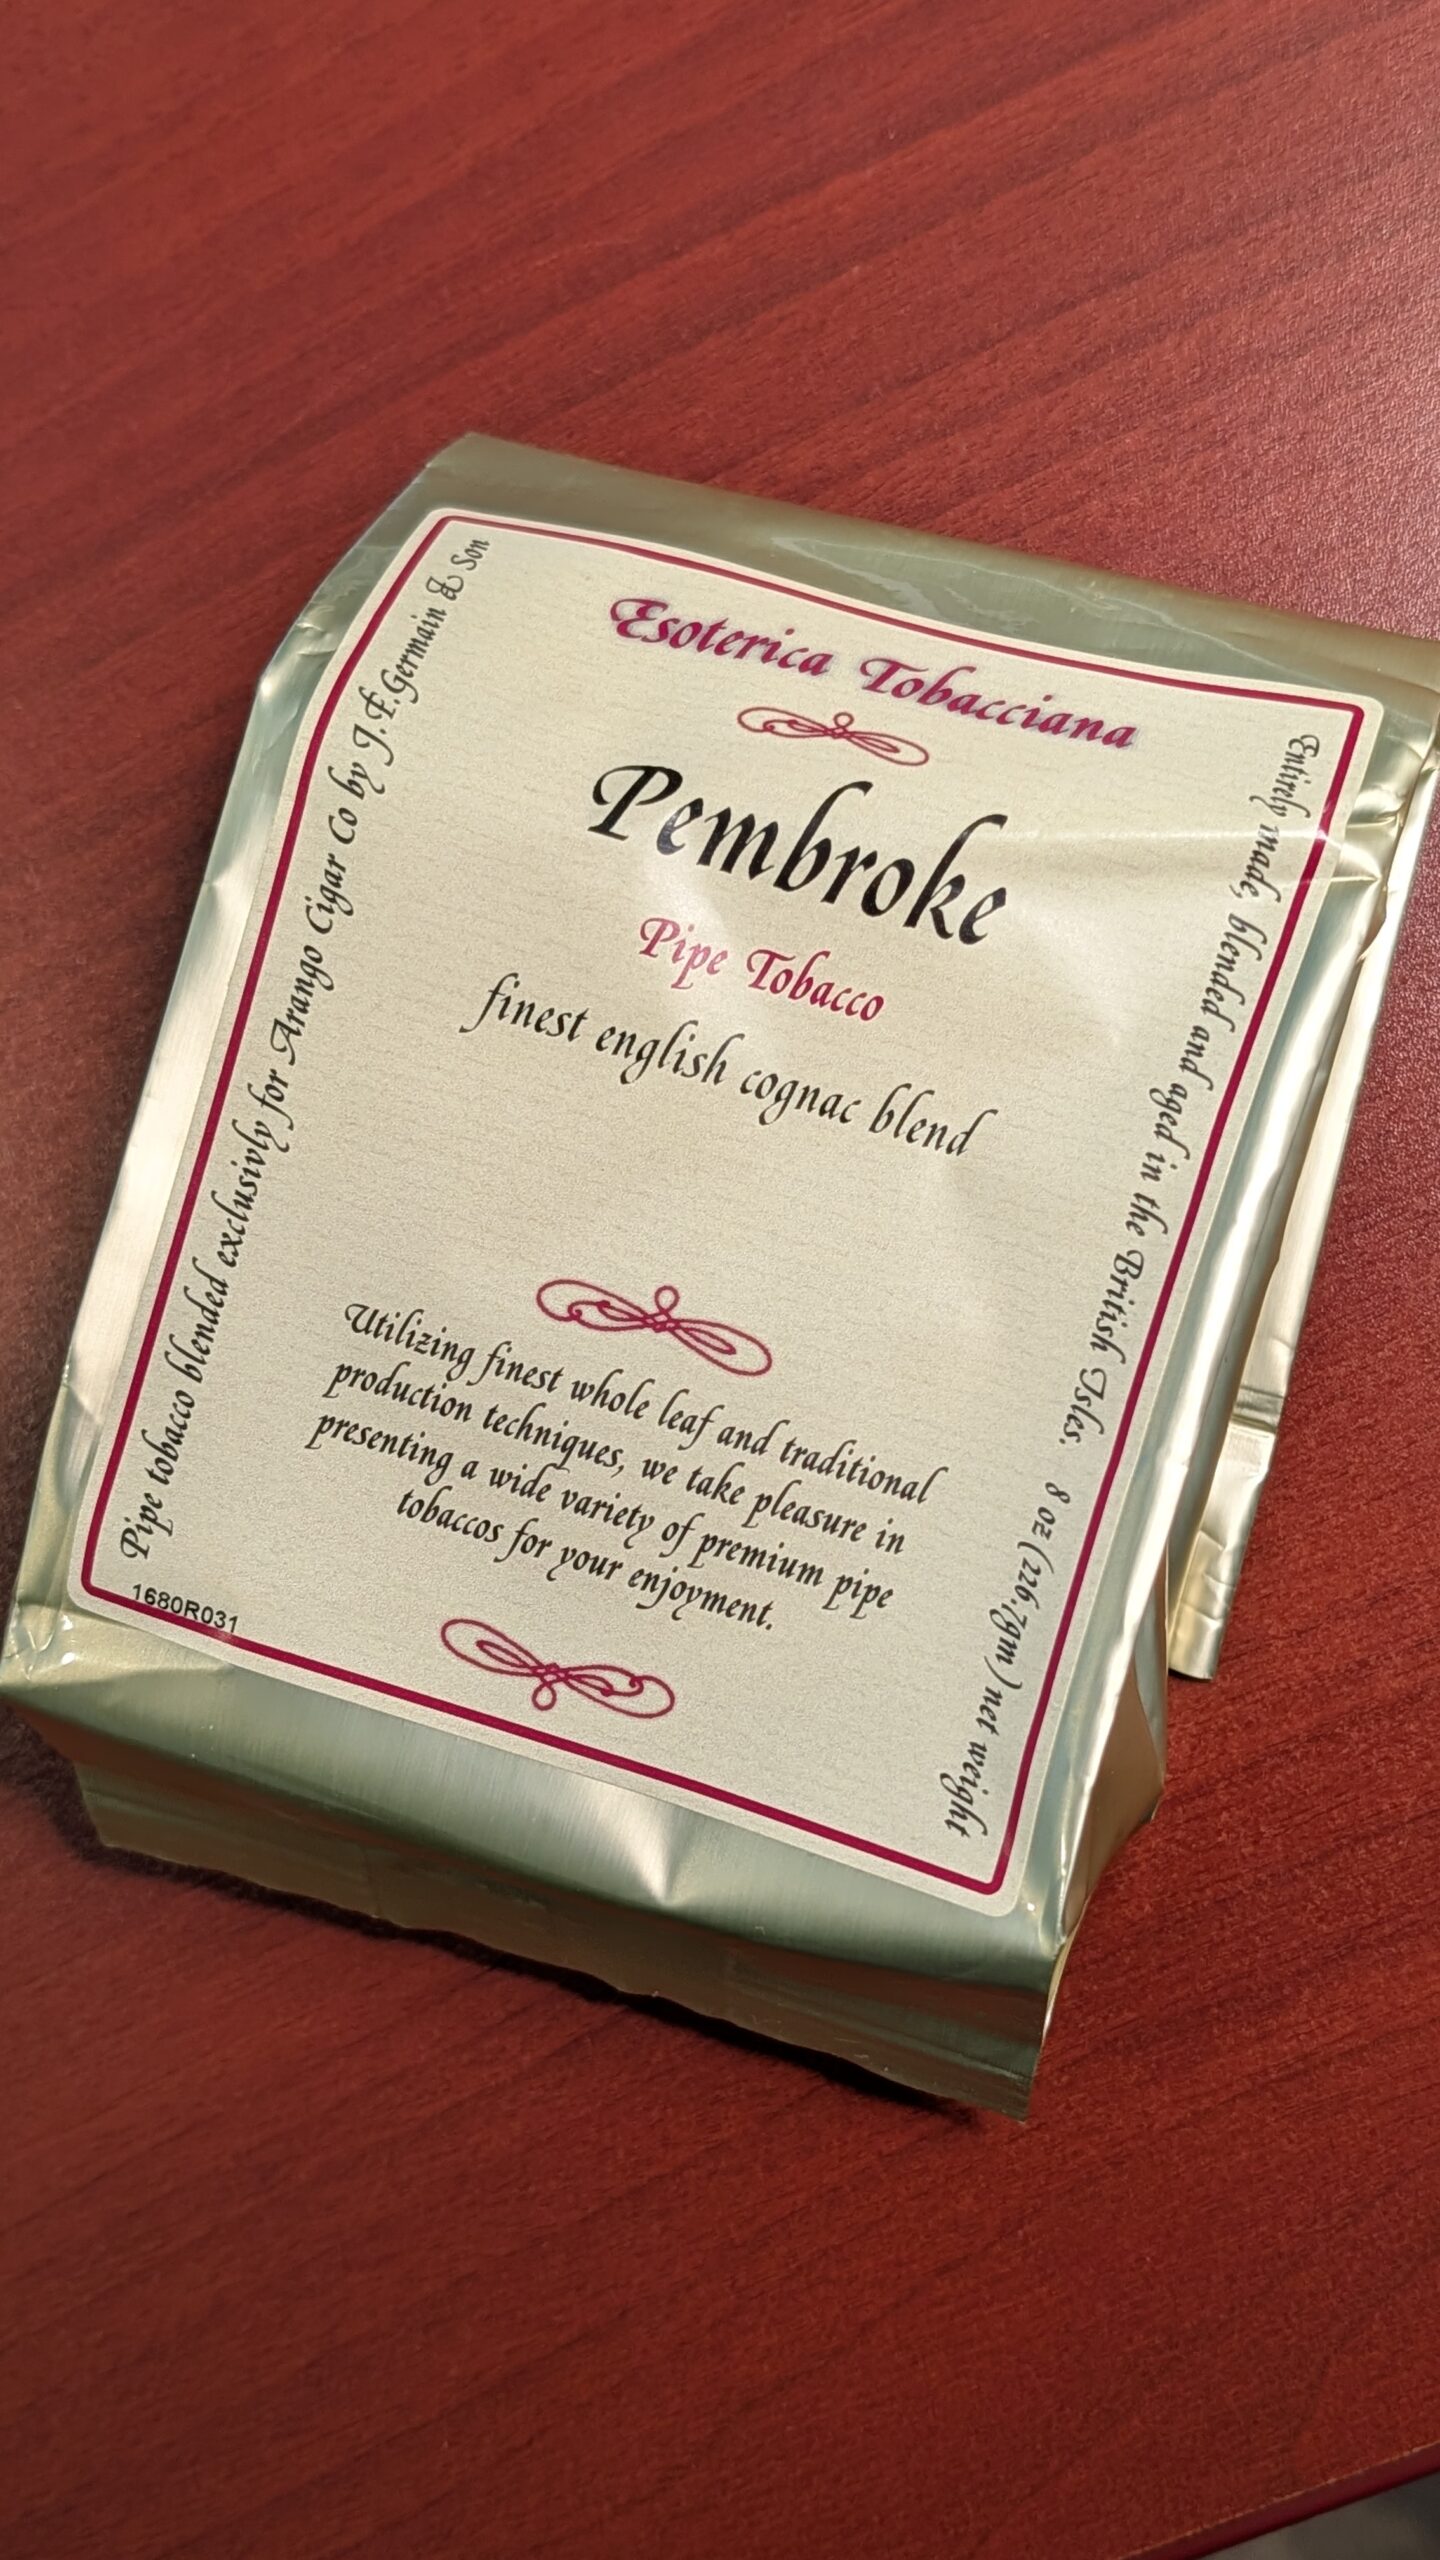 Esoterica Tobacciana
Pembroke
Pipe Tobacco
finest english cognac blend
Utilizing finest whole leaf and traditional
production techniques, we take pleasure in
presenting a wide variety of premium pipe
tobaccos for your enjoyment.
Pipe tobacco blended exclusivly for Arango Cigar Co by J.F.Germain & Son
Entirely made, blended and aged in the British Isles. 8 oz (226.7gm) net weight
1680R031